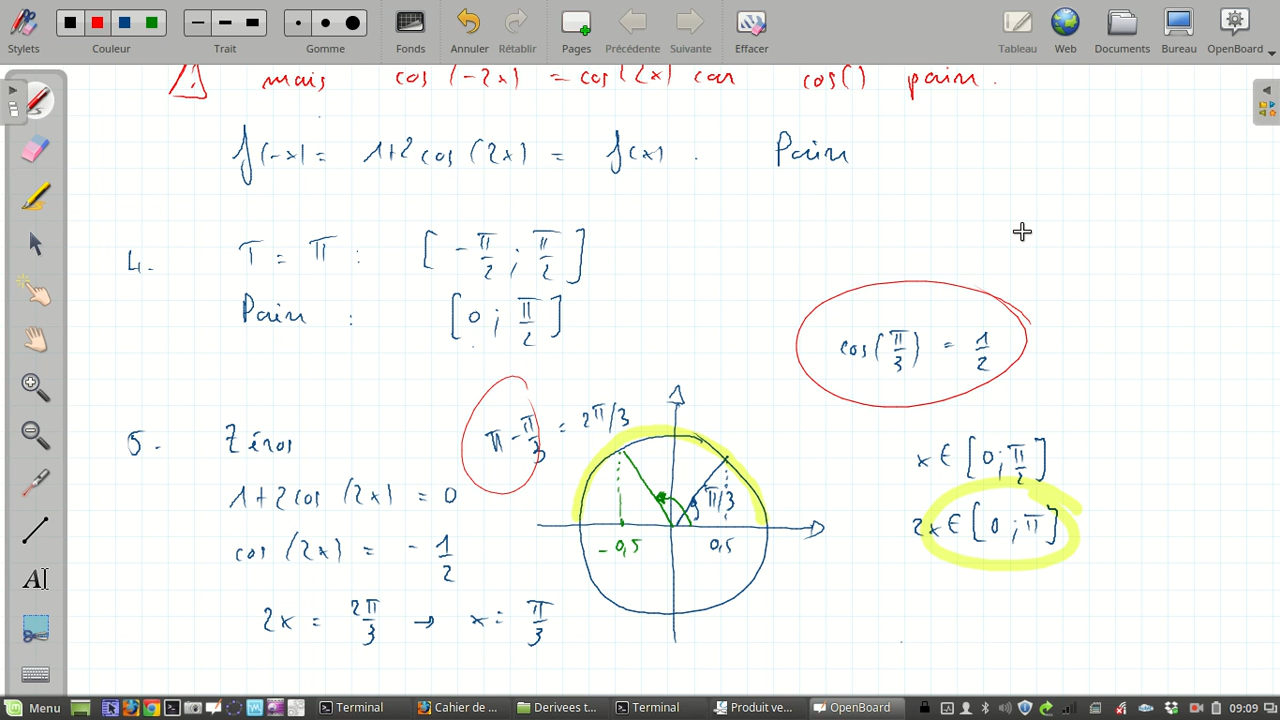 Stylets Couleur Trait Gomme Fonds Annuler Rétablir Pages Précédente Suivante Effacer Tableau Web Documents Bureau OpenBoard
mais cos(-2x) = cos(2x) car cos() pair.
f(-x) = 1+2cos(2x) = f(x). Pair
4. T = π : [-π/2 ; π/2]
Pair : [0 ; π/2]
cos(π/3) = 1/2
π - π/3 = 2π/3
5. Zéros
x ∈ [0 ; π/2]
1+2cos(2x) = 0
π/3
2x ∈ [0 ; π]
cos(2x) = -1/2
-0,5 0,5
2x = 2π/3 → x = π/3
Menu Terminal Cahier de ... Derivees t... Terminal Produit ve... OpenBoard 09:09